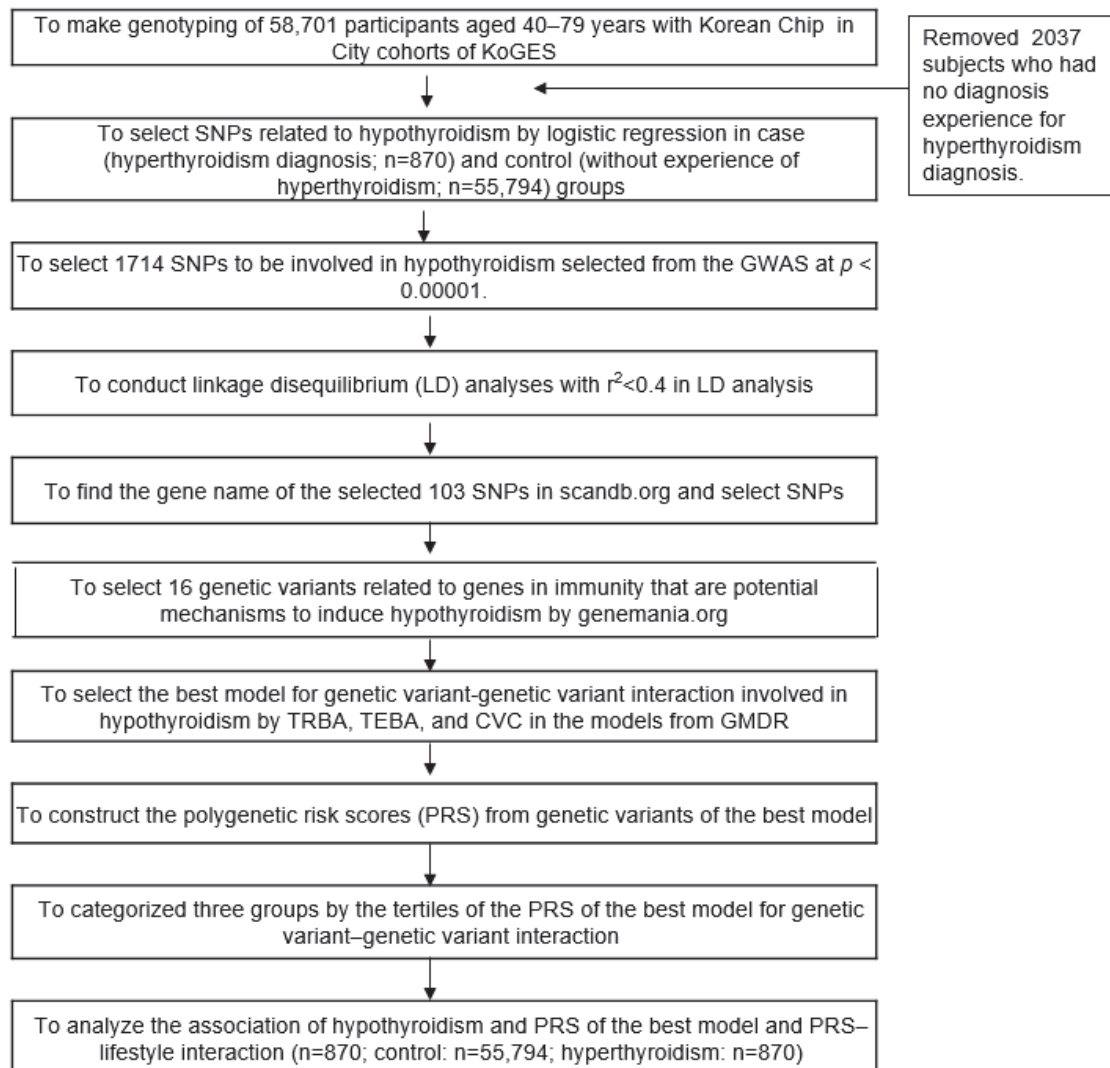 To make genotyping of 58,701 participants aged 40–79 years with Korean Chip in
City cohorts of KoGES
Removed 2037
subjects who had
no diagnosis
experience for
hyperthyroidism
diagnosis.
To select SNPs related to hypothyroidism by logistic regression in case
(hyperthyroidism diagnosis; n=870) and control (without experience of
hyperthyroidism; n=55,794) groups
To select 1714 SNPs to be involved in hypothyroidism selected from the GWAS at p <
0.00001.
To conduct linkage disequilibrium (LD) analyses with r²<0.4 in LD analysis
To find the gene name of the selected 103 SNPs in scandb.org and select SNPs
To select 16 genetic variants related to genes in immunity that are potential
mechanisms to induce hypothyroidism by genemania.org
To select the best model for genetic variant-genetic variant interaction involved in
hypothyroidism by TRBA, TEBA, and CVC in the models from GMDR
To construct the polygenetic risk scores (PRS) from genetic variants of the best model
To categorized three groups by the tertiles of the PRS of the best model for genetic
variant–genetic variant interaction
To analyze the association of hypothyroidism and PRS of the best model and PRS–
lifestyle interaction (n=870; control: n=55,794; hyperthyroidism: n=870)